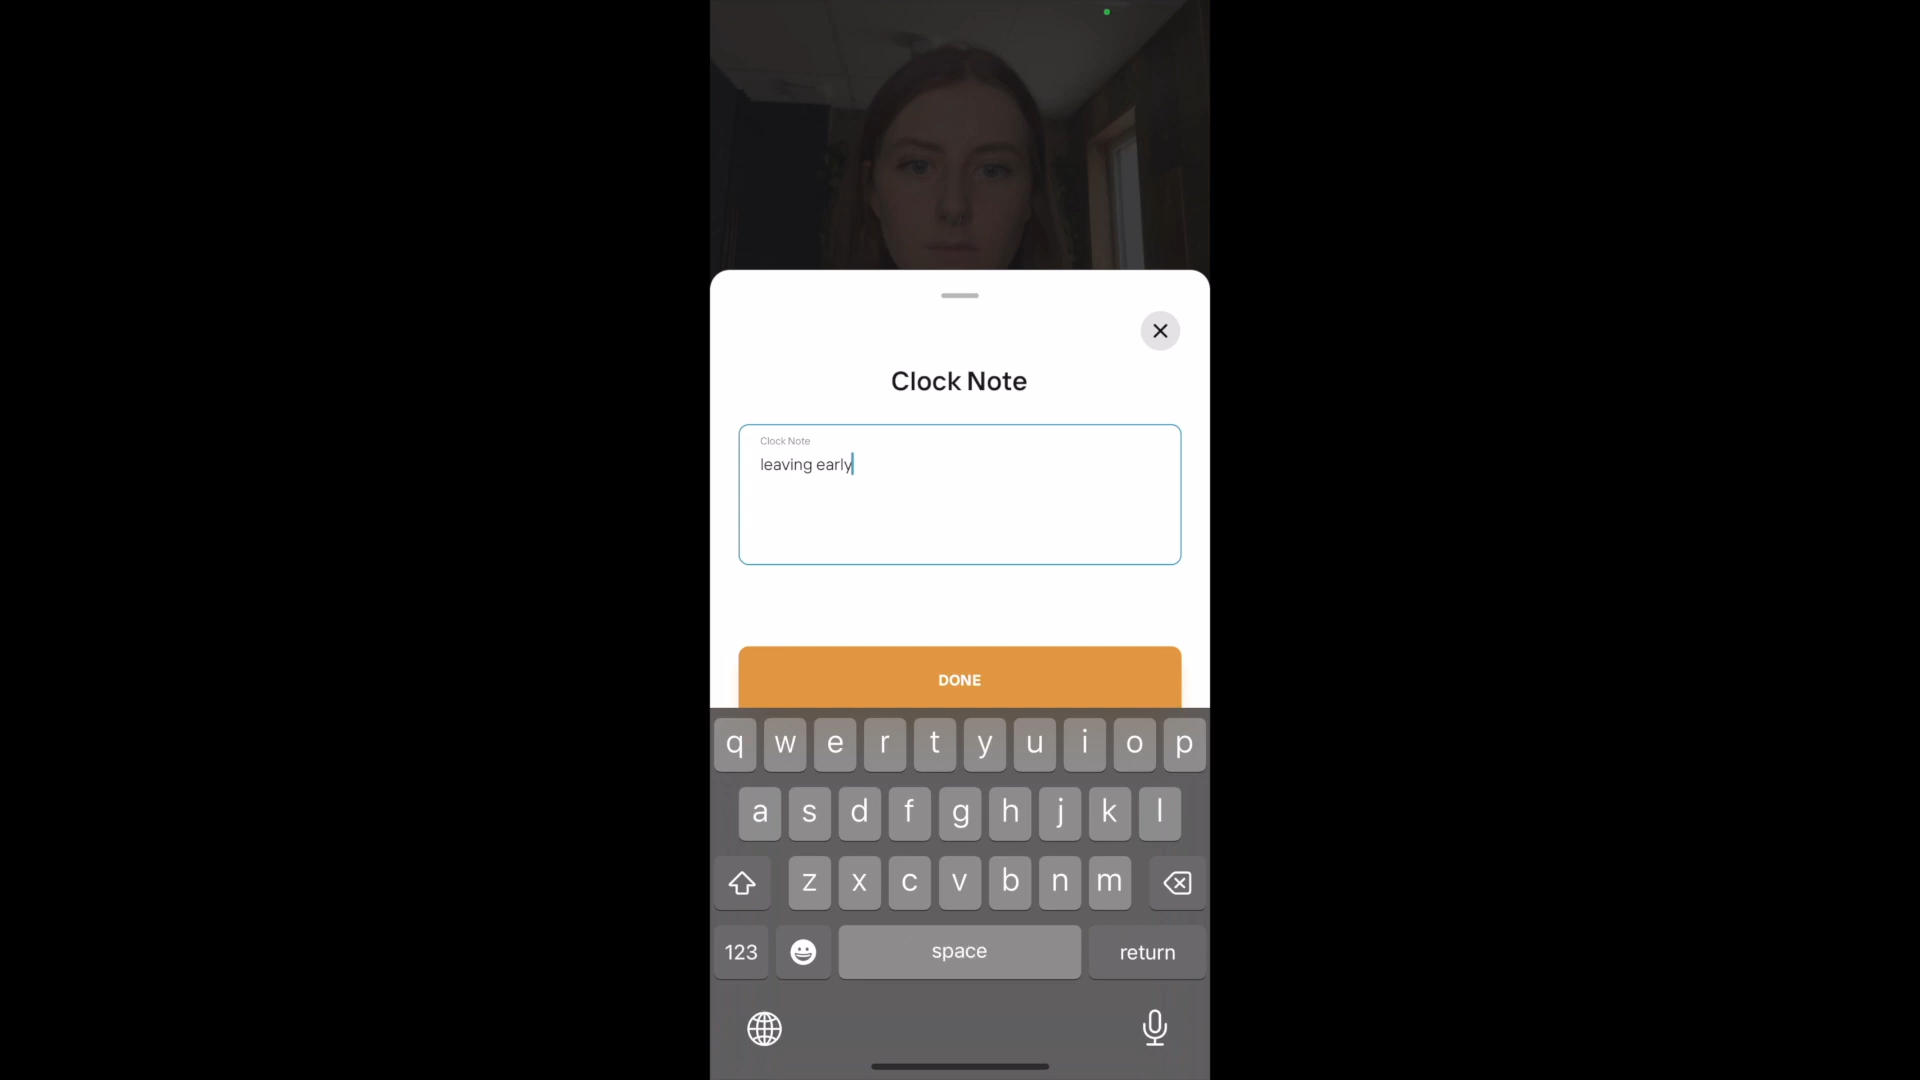 Clock Note
Clock Note
leaving early
DONE
q w e r t y u i o p
a s d f g h j k l
z x c v b n m
123 space return